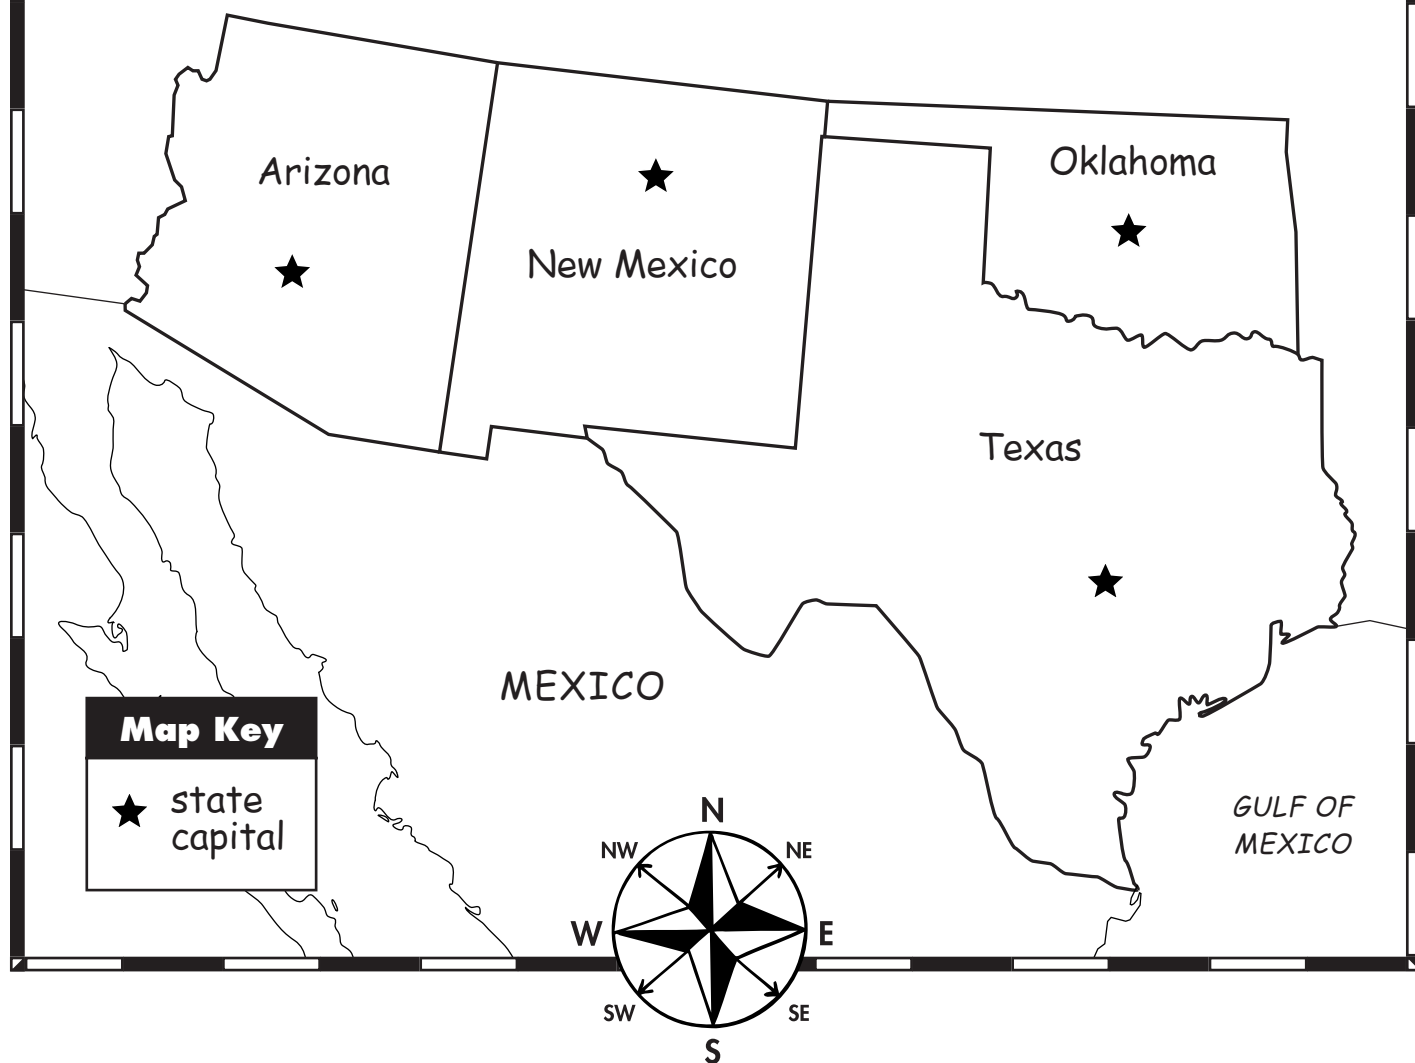 Arizona
New Mexico
Oklahoma
Texas
MEXICO
GULF OF
MEXICO
Map Key
state
capital
N
NW
NE
W
E
SW
SE
S